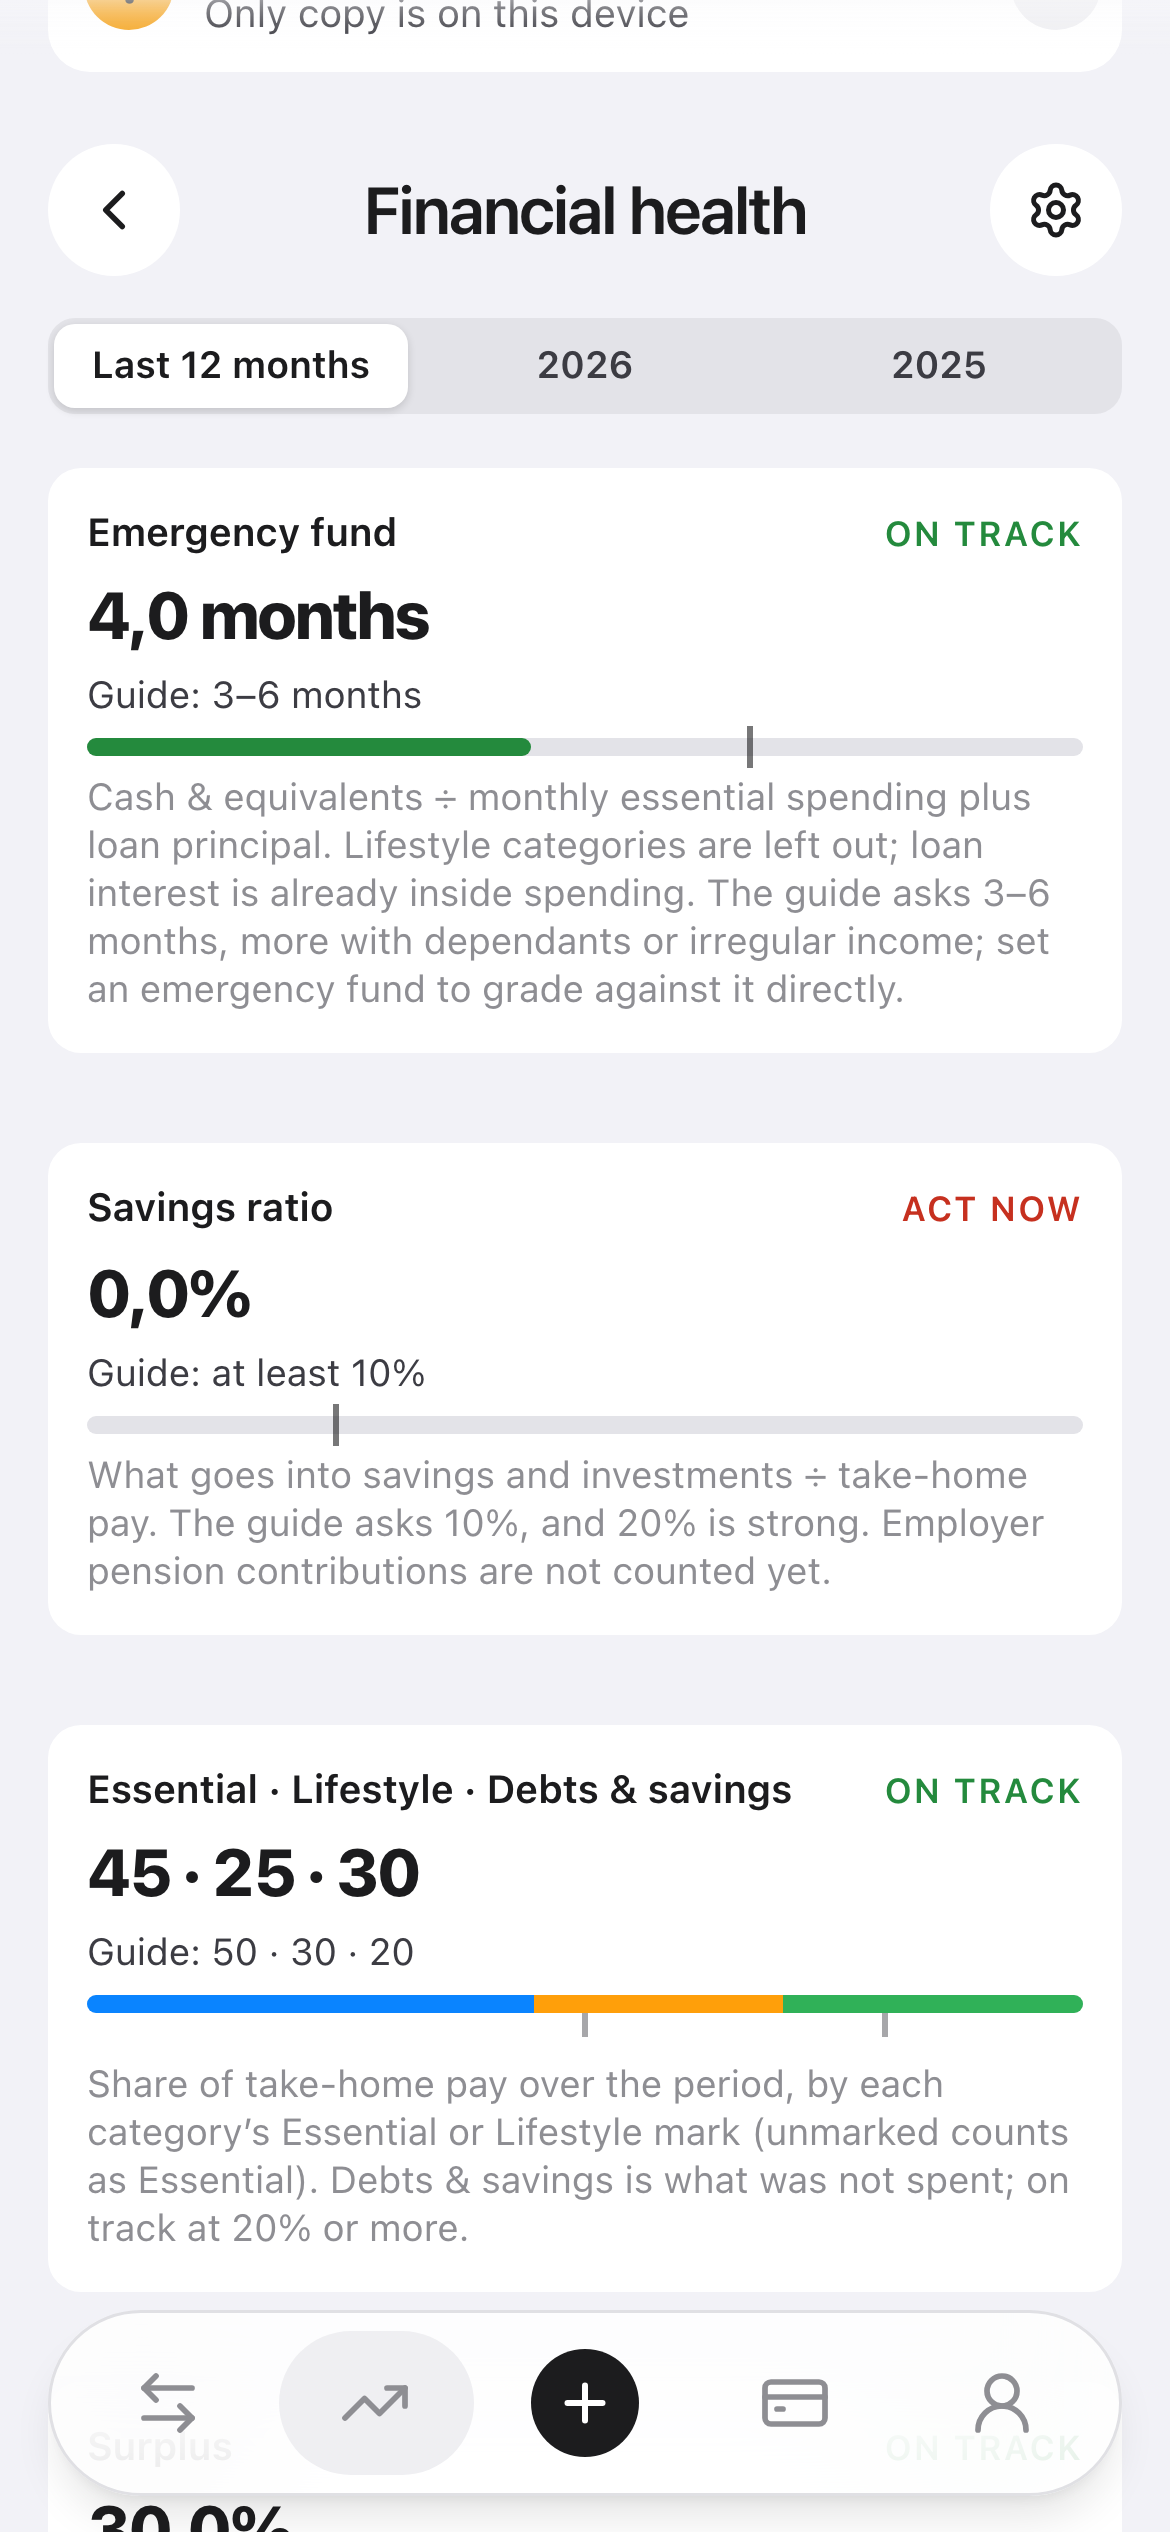 Only copy is on this device
Financial health
Last 12 months
2026
2025
Emergency fund
ON TRACK
4,0 months
Guide: 3–6 months
Cash & equivalents ÷ monthly essential spending plus
loan principal. Lifestyle categories are left out; loan
interest is already inside spending. The guide asks 3–6
months, more with dependants or irregular income; set
an emergency fund to grade against it directly.
Savings ratio
ACT NOW
0,0%
Guide: at least 10%
What goes into savings and investments ÷ take-home
pay. The guide asks 10%, and 20% is strong. Employer
pension contributions are not counted yet.
Essential · Lifestyle · Debts & savings
ON TRACK
45 · 25 · 30
Guide: 50 · 30 · 20
Share of take-home pay over the period, by each
category’s Essential or Lifestyle mark (unmarked counts
as Essential). Debts & savings is what was not spent; on
track at 20% or more.
Surplus
ON TRACK
30,0%